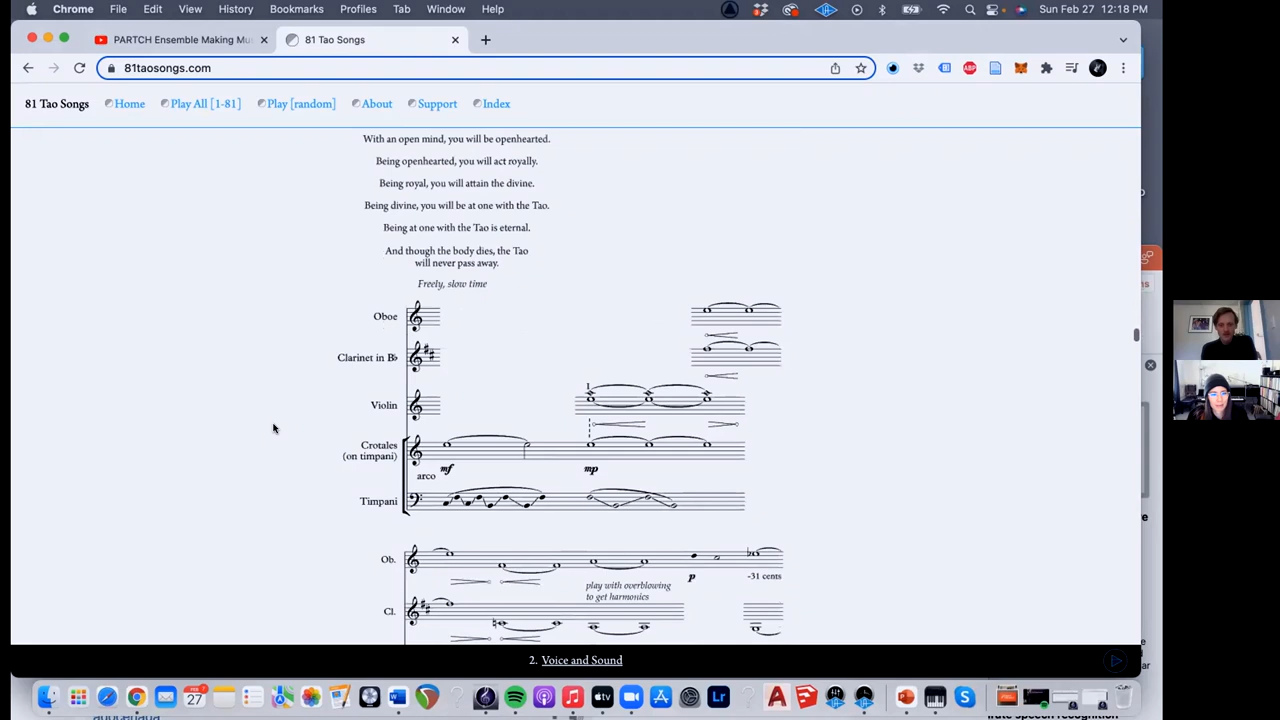 Chrome File Edit View History Bookmarks Profiles Tab Window Help Sun Feb 27 12:18 PM
PARTCH Ensemble Making Mu 81 Tao Songs
81taosongs.com
81 Tao Songs Home Play All [1-81] Play [random] About Support Index
With an open mind, you will be openhearted.
Being openhearted, you will act royally.
Being royal, you will attain the divine.
Being divine, you will be at one with the Tao.
Being at one with the Tao is eternal.
And though the body dies, the Tao
will never pass away.
Freely, slow time
Oboe
Clarinet in B♭
1
Violin
Crotales
(on timpani)
mf mp
arco
Timpani
Ob.
play with overblowing
to get harmonics
p -31 cents
Cl.
2. Voice and Sound